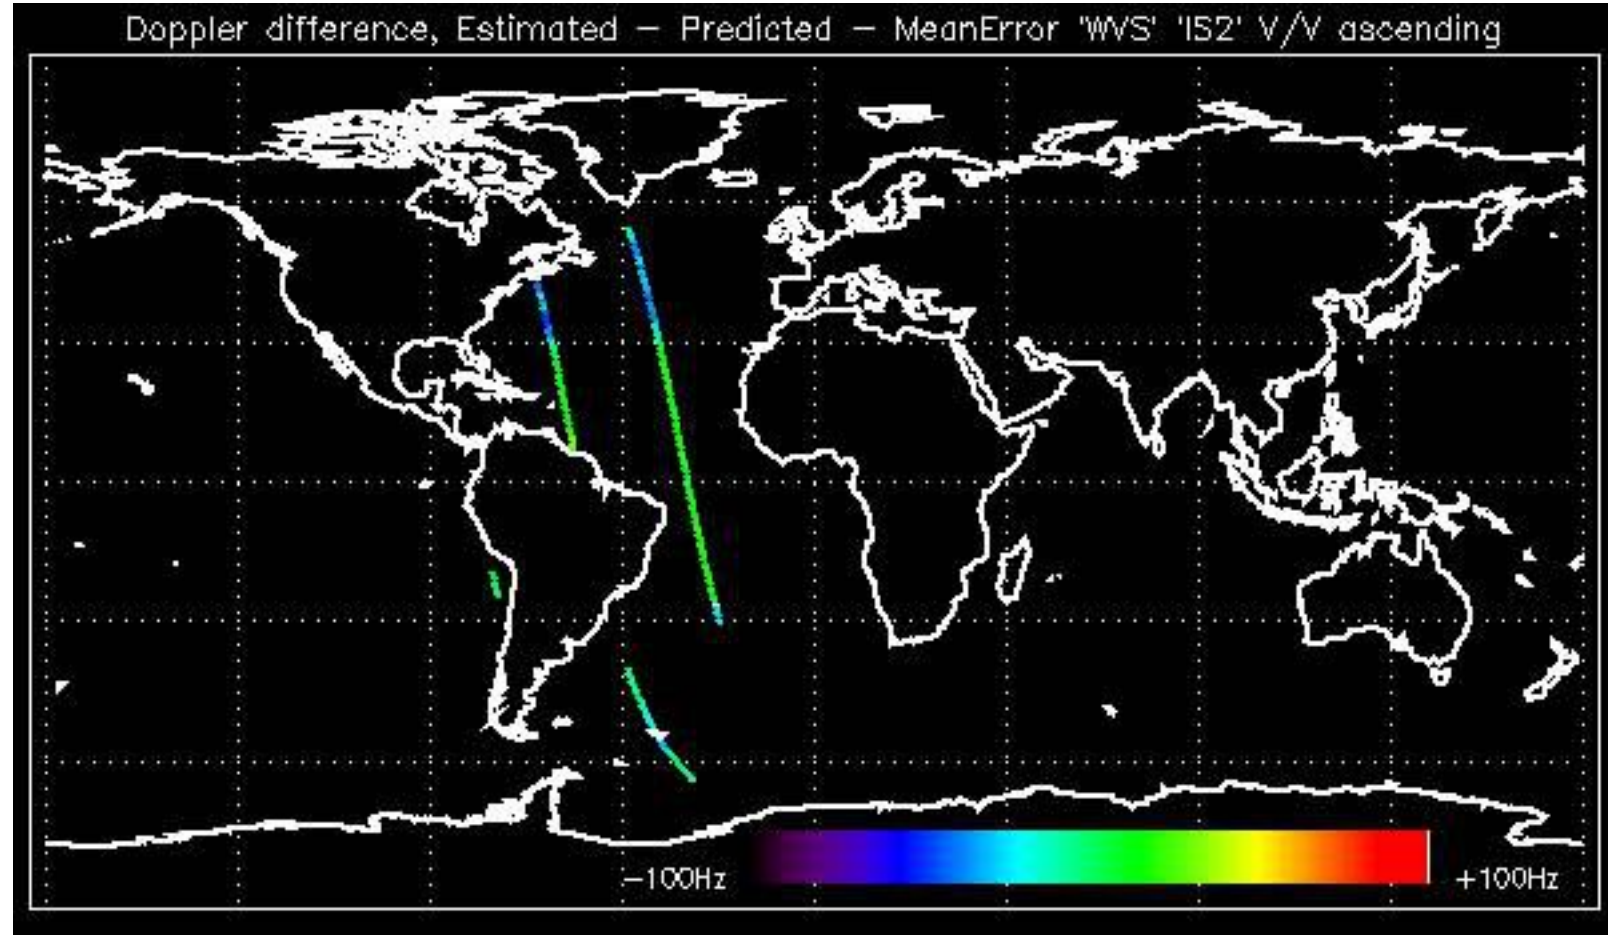 Doppler difference, Estimated − Predicted − MeanError 'WVS' 'IS2' V/V ascending
−100Hz
+100Hz